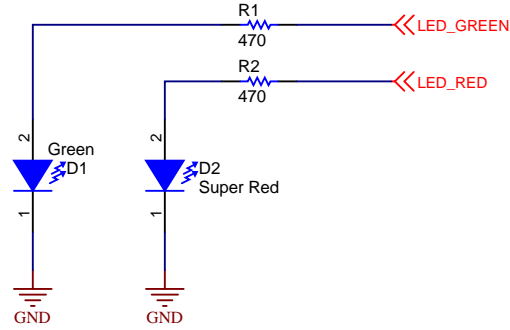 R1
470
LED_GREEN
R2
470
LED_RED
2
Green
D1
1
2
D2
Super Red
1
GND
GND